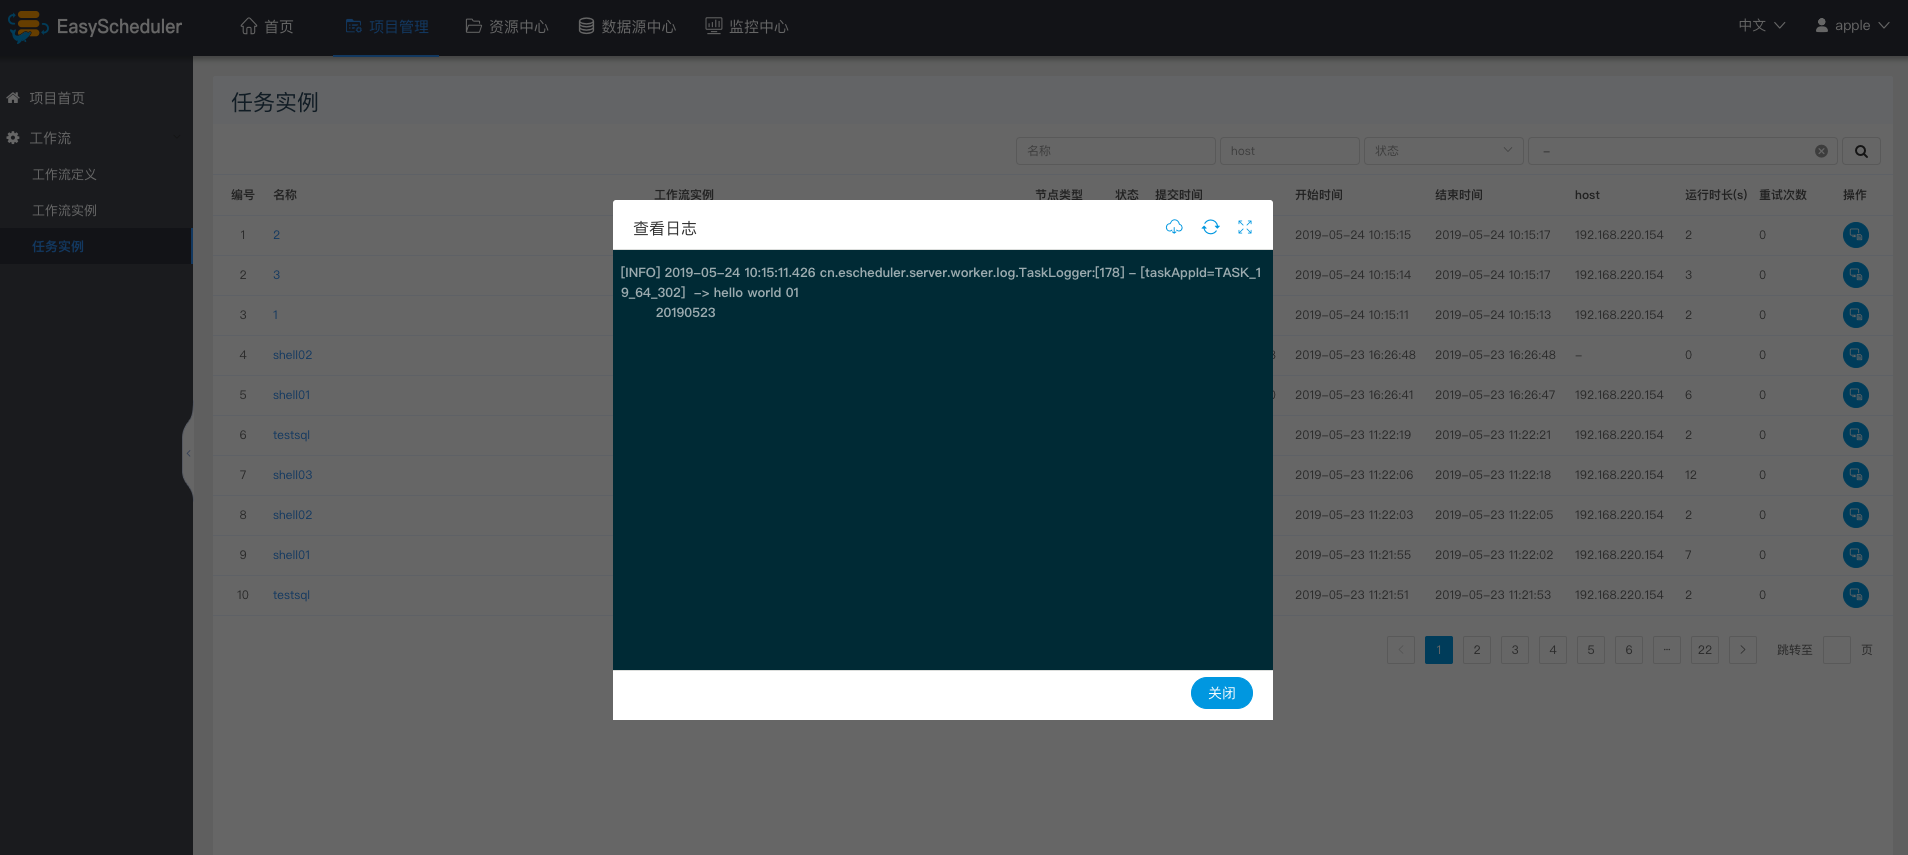 EasyScheduler 首页 项目管理 资源中心 数据源中心 监控中心 中文 apple
项目首页
工作流
工作流定义
工作流实例
任务实例
任务实例
名称 host 状态 -
编号 名称 工作流实例 节点类型 状态 提交时间 开始时间 结束时间 host 运行时长(s) 重试次数 操作
1 2 2019-05-24 10:15:15 2019-05-24 10:15:17 192.168.220.154 2 0
2 3 2019-05-24 10:15:14 2019-05-24 10:15:17 192.168.220.154 3 0
3 1 2019-05-24 10:15:11 2019-05-24 10:15:13 192.168.220.154 2 0
4 shell02 2019-05-23 16:26:48 2019-05-23 16:26:48 - 0 0
5 shell01 2019-05-23 16:26:41 2019-05-23 16:26:47 192.168.220.154 6 0
6 testsql 2019-05-23 11:22:19 2019-05-23 11:22:21 192.168.220.154 2 0
7 shell03 2019-05-23 11:22:06 2019-05-23 11:22:18 192.168.220.154 12 0
8 shell02 2019-05-23 11:22:03 2019-05-23 11:22:05 192.168.220.154 2 0
9 shell01 2019-05-23 11:21:55 2019-05-23 11:22:02 192.168.220.154 7 0
10 testsql 2019-05-23 11:21:51 2019-05-23 11:21:53 192.168.220.154 2 0
1 2 3 4 5 6 ··· 22 跳转至 页
查看日志
[INFO] 2019-05-24 10:15:11.426 cn.escheduler.server.worker.log.TaskLogger:[178] - [taskAppId=TASK_1
9_64_302] -> hello world 01
20190523
关闭